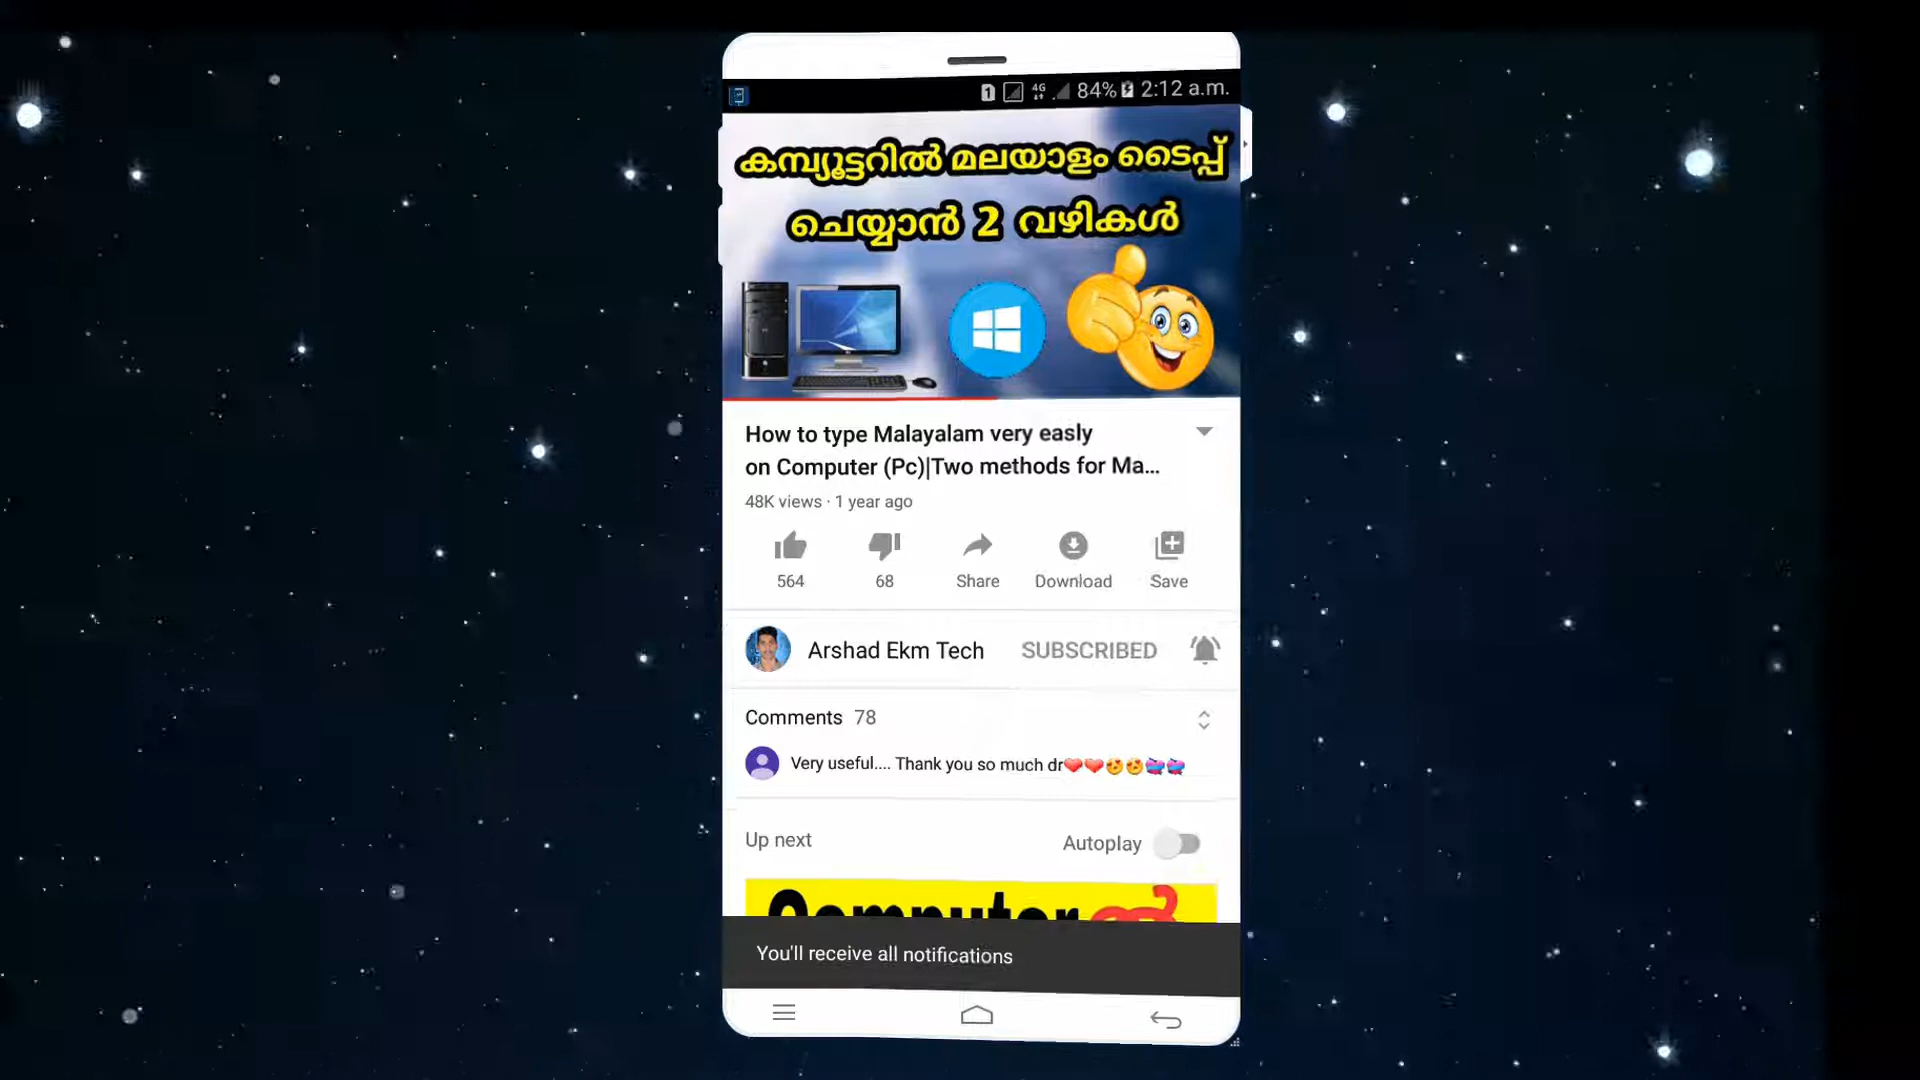 1 4G 84% 2:12 a.m.
കമ്പ്യൂട്ടറിൽ മലയാളം ടൈപ്പ്
ചെയ്യാൻ 2 വഴികൾ
How to type Malayalam very easly
on Computer (Pc)|Two methods for Ma...
48K views · 1 year ago
564 68 Share Download Save
Arshad Ekm Tech SUBSCRIBED
Comments 78
Very useful.... Thank you so much dr❤️❤️😍😍💝💝
Up next Autoplay
Computer ൽ
You'll receive all notifications